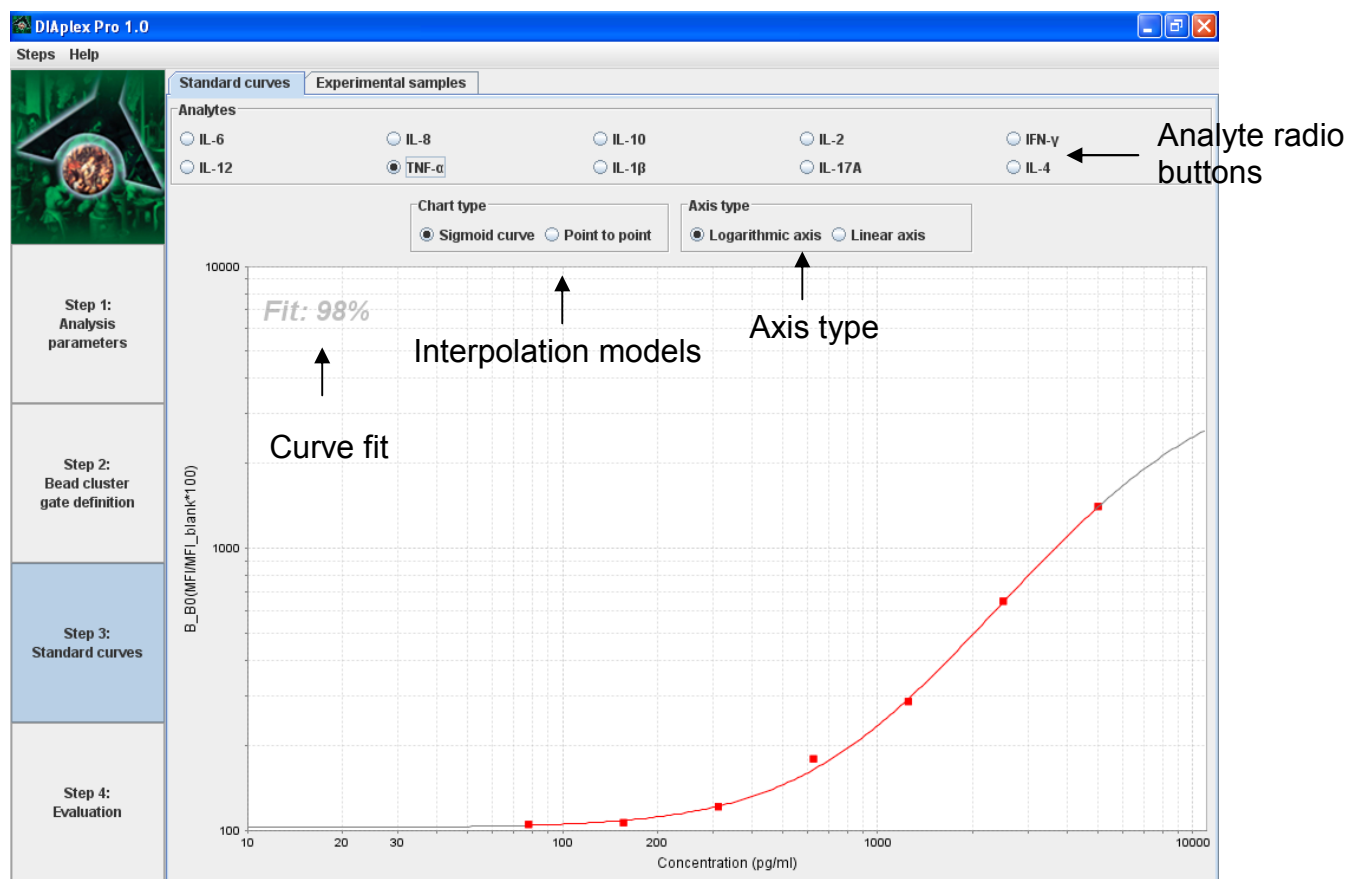 DIAplex Pro 1.0
Steps Help
Standard curves Experimental samples
Analytes
IL-6 IL-8 IL-10 IL-2 IFN-γ
IL-12 TNF-α IL-1β IL-17A IL-4
Analyte radio
buttons
Chart type
Sigmoid curve Point to point
Axis type
Logarithmic axis Linear axis
Step 1:
Analysis
parameters
Step 2:
Bead cluster
gate definition
Step 3:
Standard curves
Step 4:
Evaluation
Fit: 98%
Interpolation models
Axis type
Curve fit
B_B0(MFI/MFI_blank*100)
10000
1000
100
10 20 30 100 200 1000 10000
Concentration (pg/ml)